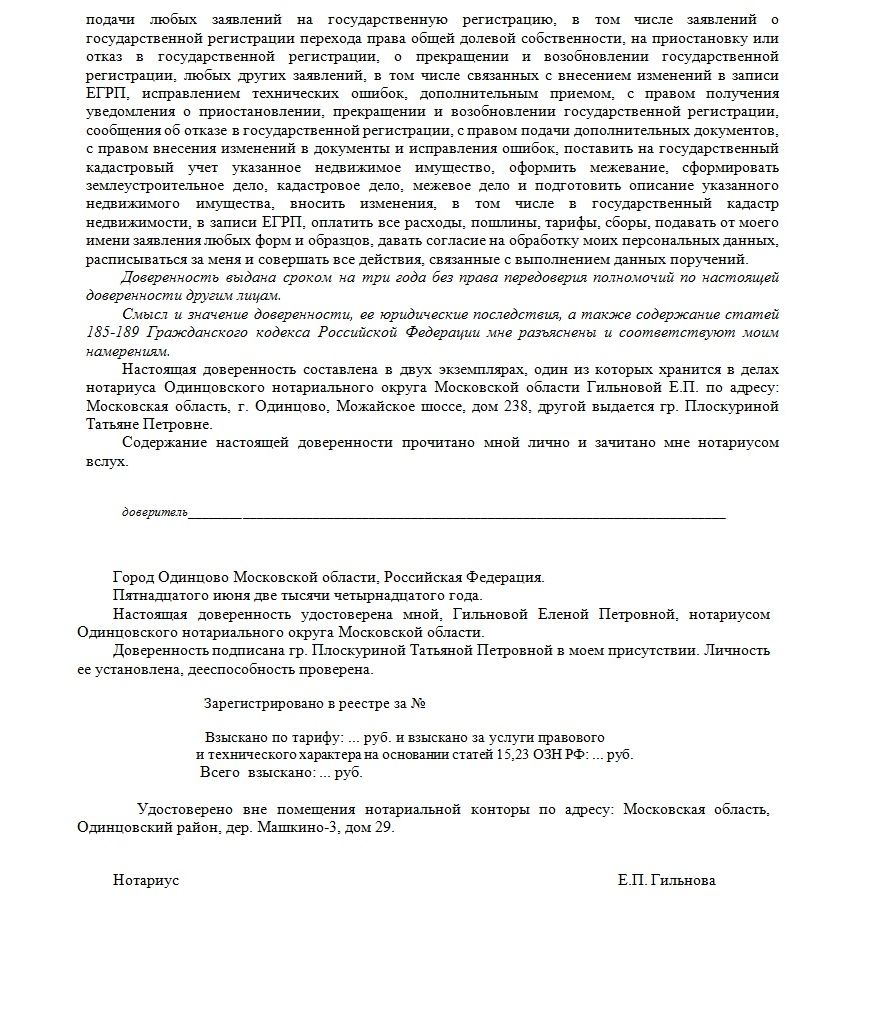 подачи любых заявлений на государственную регистрацию, в том числе заявлений о
государственной регистрации перехода права общей долевой собственности, на приостановку или
отказ в государственной регистрации, о прекращении и возобновлении государственной
регистрации, любых других заявлений, в том числе связанных с внесением изменений в записи
ЕГРП, исправлением технических ошибок, дополнительным приемом, с правом получения
уведомления о приостановлении, прекращении и возобновлении государственной регистрации,
сообщения об отказе в государственной регистрации, с правом подачи дополнительных документов,
с правом внесения изменений в документы и исправления ошибок, поставить на государственный
кадастровый учет указанное недвижимое имущество, оформить межевание, сформировать
землеустроительное дело, кадастровое дело, межевое дело и подготовить описание указанного
недвижимого имущества, вносить изменения, в том числе в государственный кадастр
недвижимости, в записи ЕГРП, оплатить все расходы, пошлины, тарифы, сборы, подавать от моего
имени заявления любых форм и образцов, давать согласие на обработку моих персональных данных,
расписываться за меня и совершать все действия, связанные с выполнением данных поручений.
Доверенность выдана сроком на три года без права передоверия полномочий по настоящей
доверенности другим лицам.
Смысл и значение доверенности, ее юридические последствия, а также содержание статей
185-189 Гражданского кодекса Российской Федерации мне разъяснены и соответствуют моим
намерениям.
Настоящая доверенность составлена в двух экземплярах, один из которых хранится в делах
нотариуса Одинцовского нотариального округа Московской области Гильновой Е.П. по адресу:
Московская область, г. Одинцово, Можайское шоссе, дом 238, другой выдается гр. Плоскуриной
Татьяне Петровне.
Содержание настоящей доверенности прочитано мной лично и зачитано мне нотариусом
вслух.
доверитель
Город Одинцово Московской области, Российская Федерация.
Пятнадцатого июня две тысячи четырнадцатого года.
Настоящая доверенность удостоверена мной, Гильновой Еленой Петровной, нотариусом
Одинцовского нотариального округа Московской области.
Доверенность подписана гр. Плоскуриной Татьяной Петровной в моем присутствии. Личность
ее установлена, дееспособность проверена.
Зарегистрировано в реестре за №
Взыскано по тарифу: ... руб. и взыскано за услуги правового
и технического характера на основании статей 15,23 ОЗН РФ: ... руб.
Всего взыскано: ... руб.
Удостоверено вне помещения нотариальной конторы по адресу: Московская область,
Одинцовский район, дер. Машкино-3, дом 29.
Нотариус Е.П. Гильнова